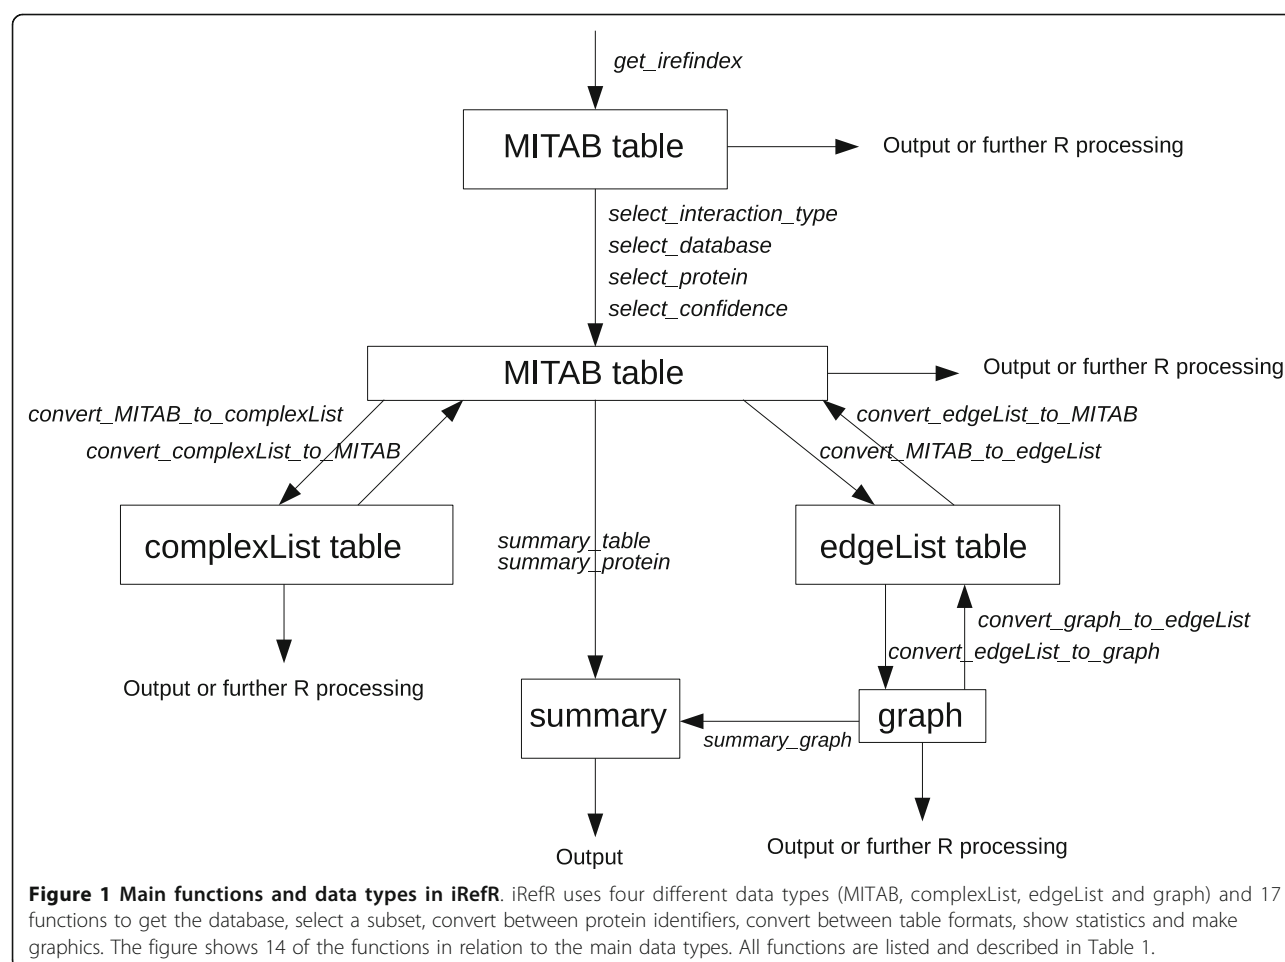 get_irefindex
MITAB table
Output or further R processing
select_interaction_type
select_database
select_protein
select_confidence
MITAB table
Output or further R processing
convert_MITAB_to_complexList
convert_edgeList_to_MITAB
convert_complexList_to_MITAB
convert_MITAB_to_edgeList
complexList table
summary_table
summary_protein
edgeList table
convert_graph_to_edgeList
convert_edgeList_to_graph
Output or further R processing
summary
graph
summary_graph
Output
Output or further R processing
Figure 1 Main functions and data types in iRefR. iRefR uses four different data types (MITAB, complexList, edgeList and graph) and 17
functions to get the database, select a subset, convert between protein identifiers, convert between table formats, show statistics and make
graphics. The figure shows 14 of the functions in relation to the main data types. All functions are listed and described in Table 1.